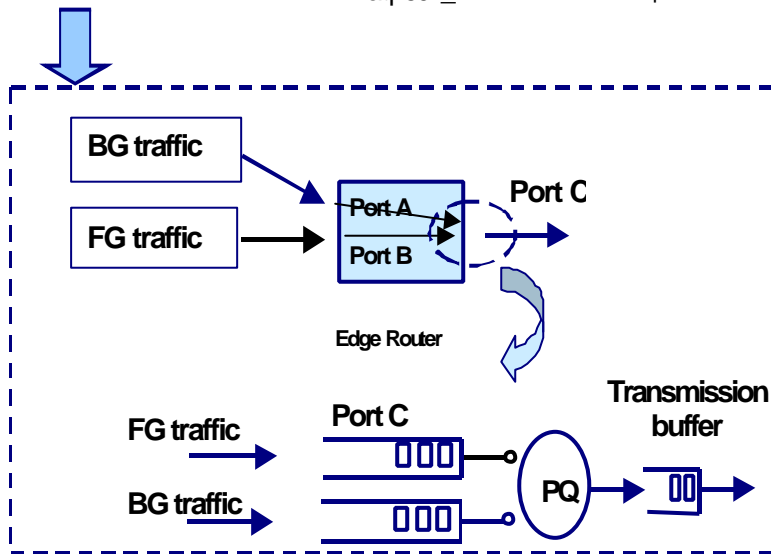 BG traffic
FG traffic
Port A
Port B
Port C
Edge Router
FG traffic
BG traffic
Port C
PQ
Transmission
buffer